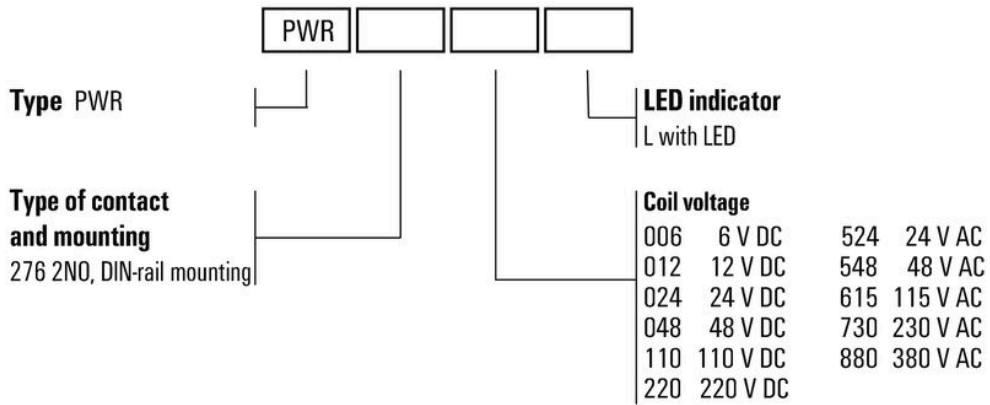 PWR
Type PWR
LED indicator
L with LED
Type of contact
and mounting
276 2NO, DIN-rail mounting
Coil voltage
006 6 V DC 524 24 V AC
012 12 V DC 548 48 V AC
024 24 V DC 615 115 V AC
048 48 V DC 730 230 V AC
110 110 V DC 880 380 V AC
220 220 V DC